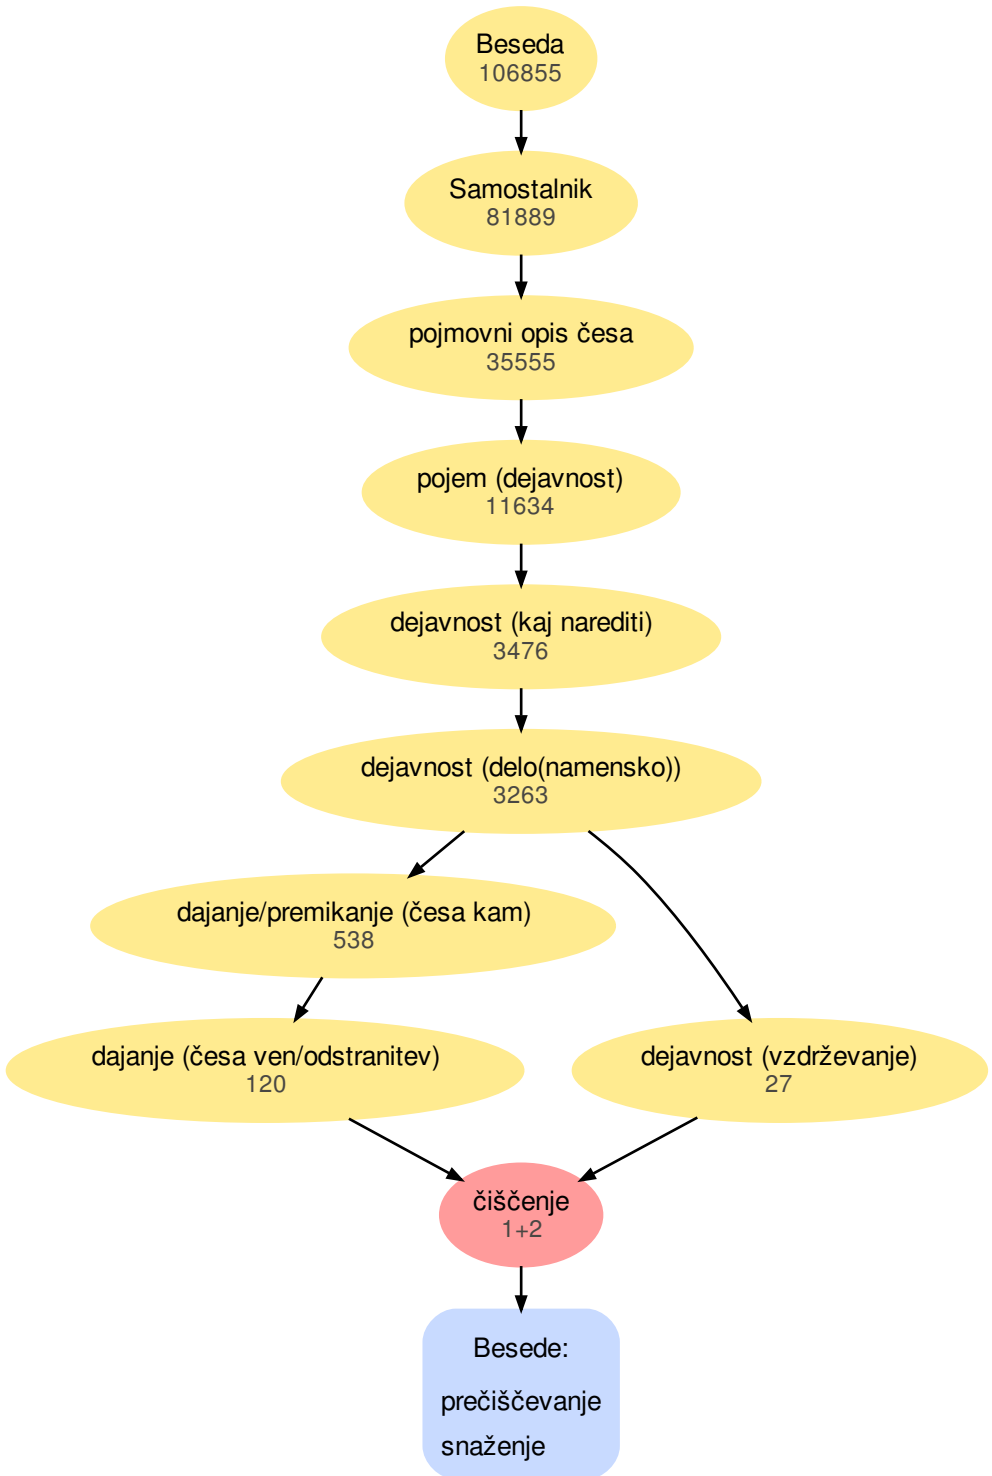 Beseda
106855
Samostalnik
81889
pojmovni opis česa
35555
pojem (dejavnost)
11634
dejavnost (kaj narediti)
3476
dejavnost (delo(namensko))
3263
dajanje/premikanje (česa kam)
538
dajanje (česa ven/odstranitev)
120
dejavnost (vzdrževanje)
27
čiščenje
1+2
Besede:
prečiščevanje
snaženje